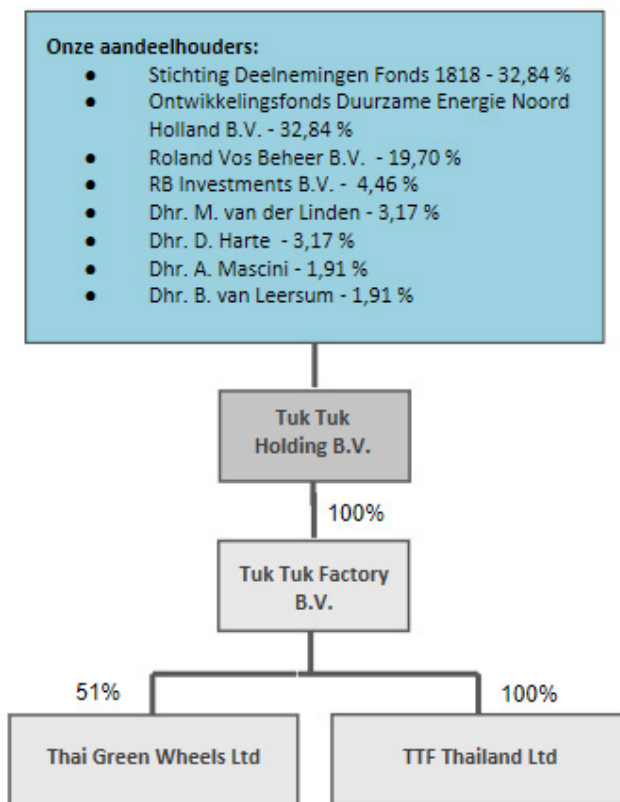 Onze aandeelhouders:
● Stichting Deelnemingen Fonds 1818 - 32,84 %
● Ontwikkelingsfonds Duurzame Energie Noord
Holland B.V. - 32,84 %
● Roland Vos Beheer B.V. - 19,70 %
● RB Investments B.V. - 4,46 %
● Dhr. M. van der Linden - 3,17 %
● Dhr. D. Harte - 3,17 %
● Dhr. A. Mascini - 1,91 %
● Dhr. B. van Leersum - 1,91 %
Tuk Tuk
Holding B.V.
100%
Tuk Tuk Factory
B.V.
51%
100%
Thai Green Wheels Ltd
TTF Thailand Ltd